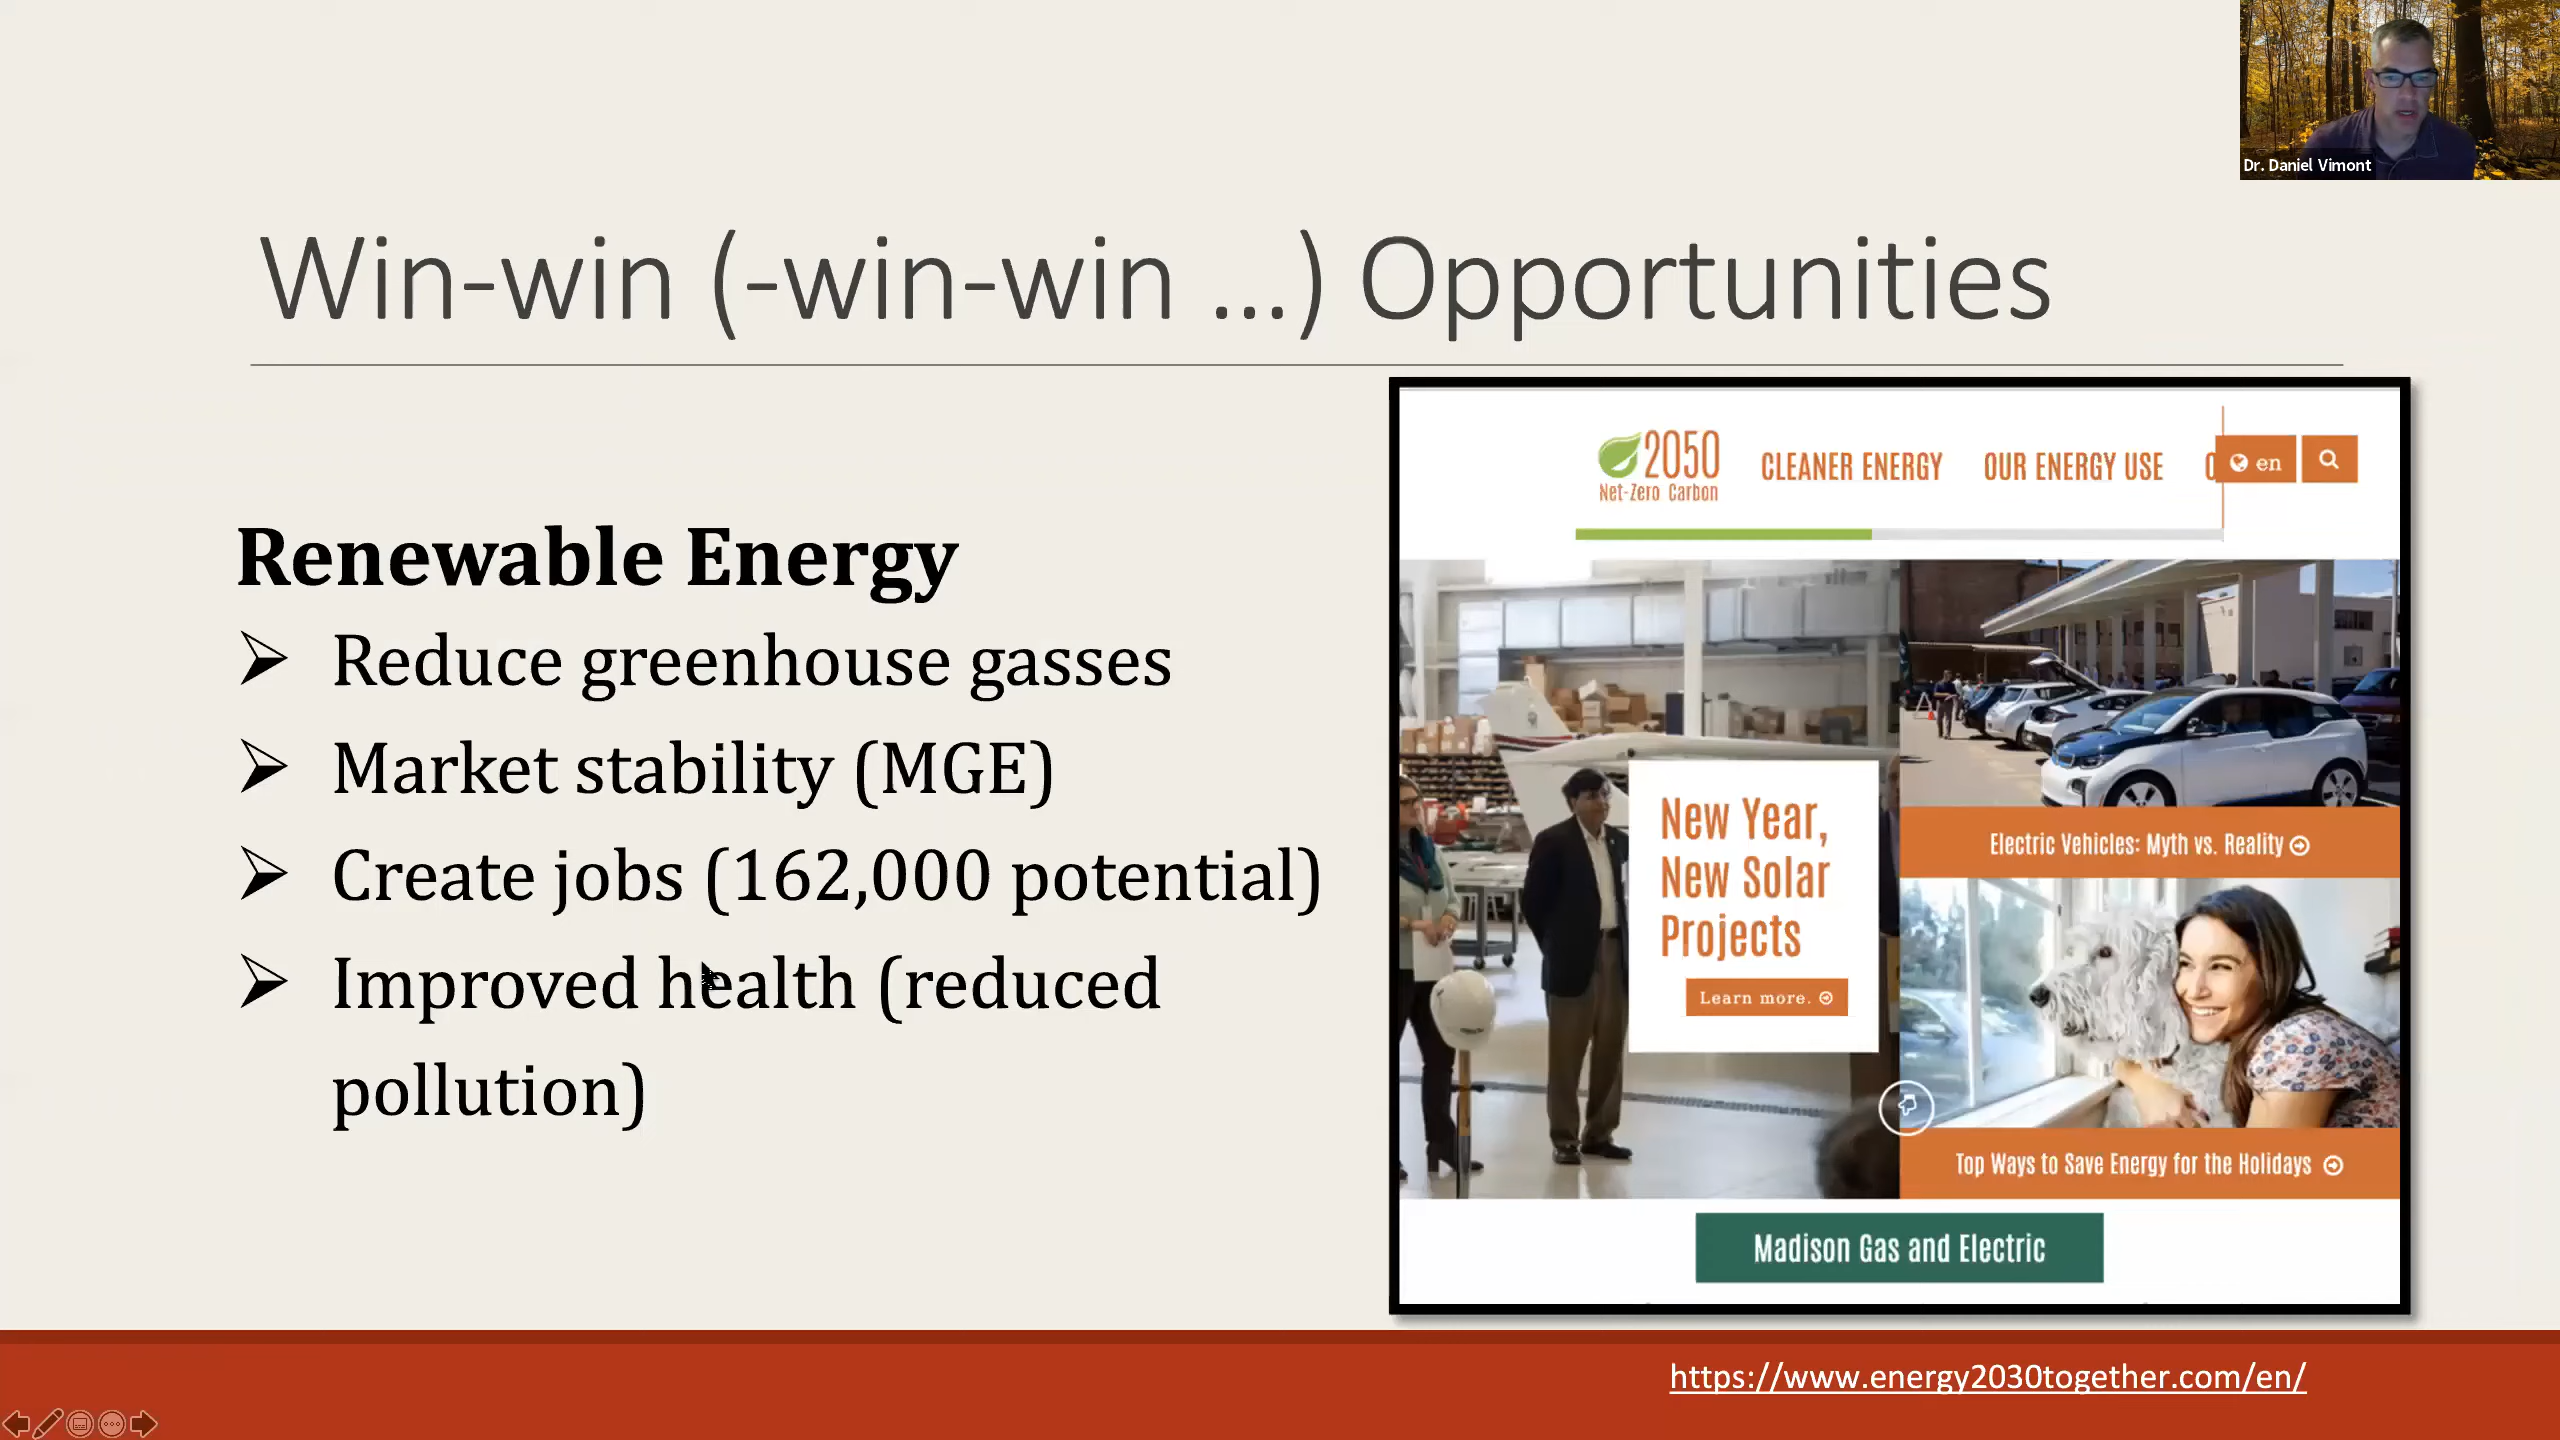 Dr. Daniel Vimont
Win-win (-win-win ...) Opportunities
Renewable Energy
Reduce greenhouse gasses
Market stability (MGE)
Create jobs (162,000 potential)
Improved health (reduced
pollution)
2050
Net-Zero Carbon
CLEANER ENERGY
OUR ENERGY USE
en
New Year,
New Solar
Projects
Learn more.
Electric Vehicles: Myth vs. Reality
Top Ways to Save Energy for the Holidays
Madison Gas and Electric
https://www.energy2030together.com/en/